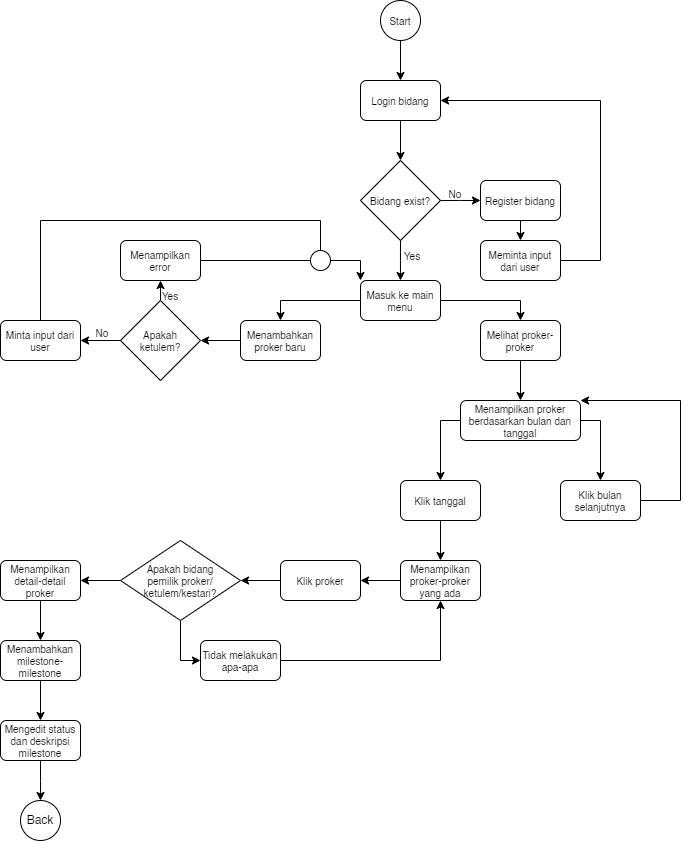 Start
Login bidang
Bidang exist?
No
Register bidang
Meminta input
dari user
Yes
Menampilkan
error
Yes
Masuk ke main
menu
Minta input dari
user
No
Apakah
ketulem?
Menambahkan
proker baru
Melihat proker-
proker
Menampilkan proker
berdasarkan bulan dan
tanggal
Klik tanggal
Klik bulan
selanjutnya
Menampilkan
detail-detail
proker
Apakah bidang
pemilik proker/
ketulem/kestari?
Klik proker
Menampilkan
proker-proker
yang ada
Menambahkan
milestone-
milestone
Tidak melakukan
apa-apa
Mengedit status
dan deskripsi
milestone
Back